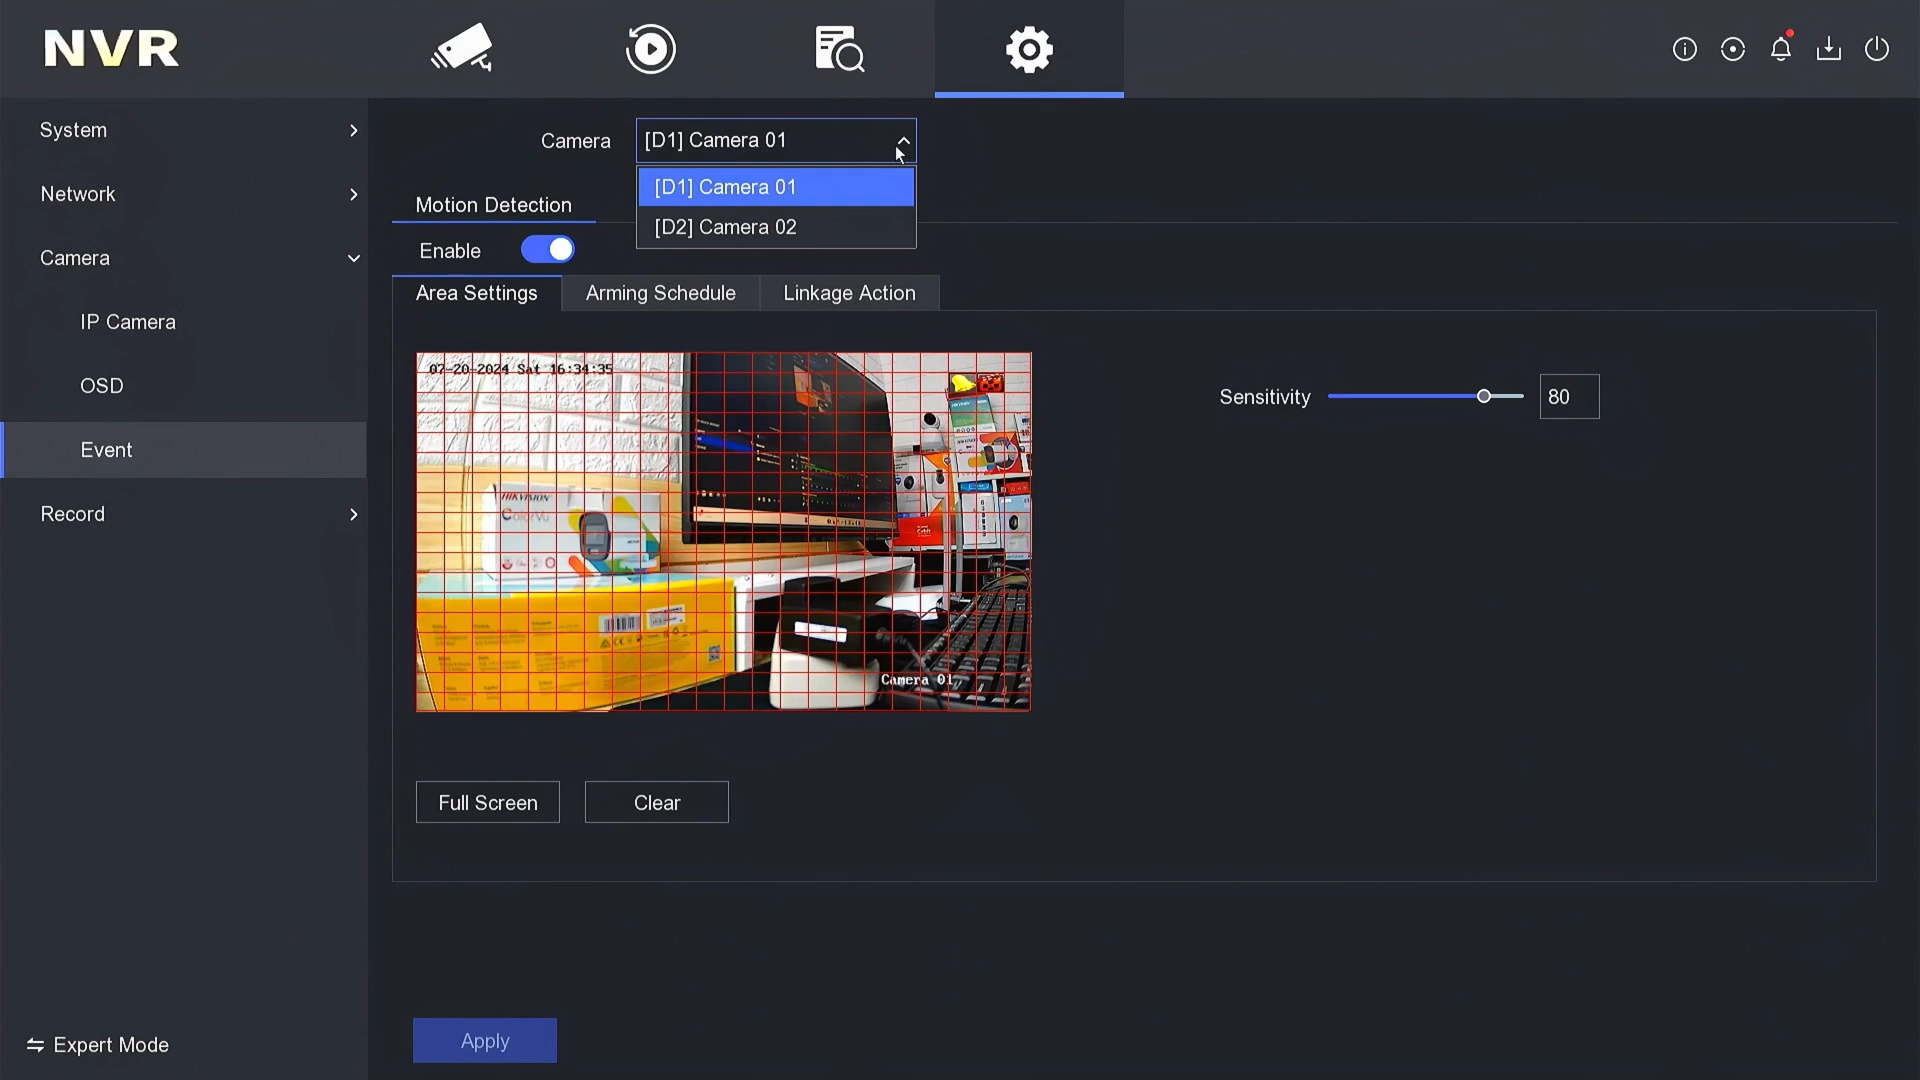 NVR
System
Network
Camera
IP Camera
OSD
Event
Record
Expert Mode
Camera [D1] Camera 01
[D1] Camera 01
[D2] Camera 02
Motion Detection
Enable
Area Settings Arming Schedule Linkage Action
07-20-2024 Sat 16:34:35
HIKVISION
ColorVu
Camera 01
Sensitivity 80
Full Screen Clear
Apply